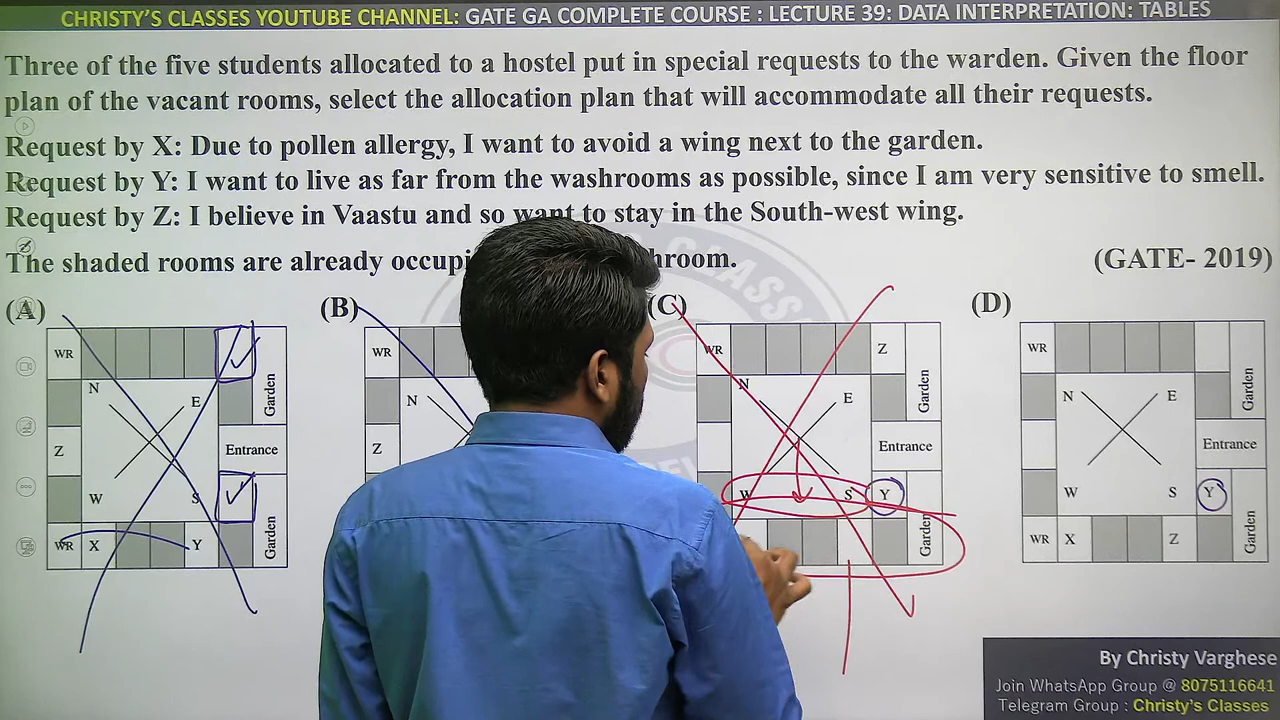 CHRISTY'S CLASSES YOUTUBE CHANNEL: GATE GA COMPLETE COURSE : LECTURE 39: DATA INTERPRETATION: TABLES
Three of the five students allocated to a hostel put in special requests to the warden. Given the floor
plan of the vacant rooms, select the allocation plan that will accommodate all their requests.
Request by X: Due to pollen allergy, I want to avoid a wing next to the garden.
Request by Y: I want to live as far from the washrooms as possible, since I am very sensitive to smell.
Request by Z: I believe in Vaastu and so want to stay in the South-west wing.
The shaded rooms are already
(GATE- 2019)
(A)
WR
N
E
Garden
Z
Entrance
W
S
WR
X
Y
Garden
(B)
WR
N
Z
(C)
WR
Z
N
E
Garden
Entrance
W
S
Y
Garden
(D)
WR
N
E
Garden
Entrance
W
S
Y
WR
X
Z
Garden
By Christy Varghese
Join WhatsApp Group @ 8075116641
Telegram Group : Christy's Classes